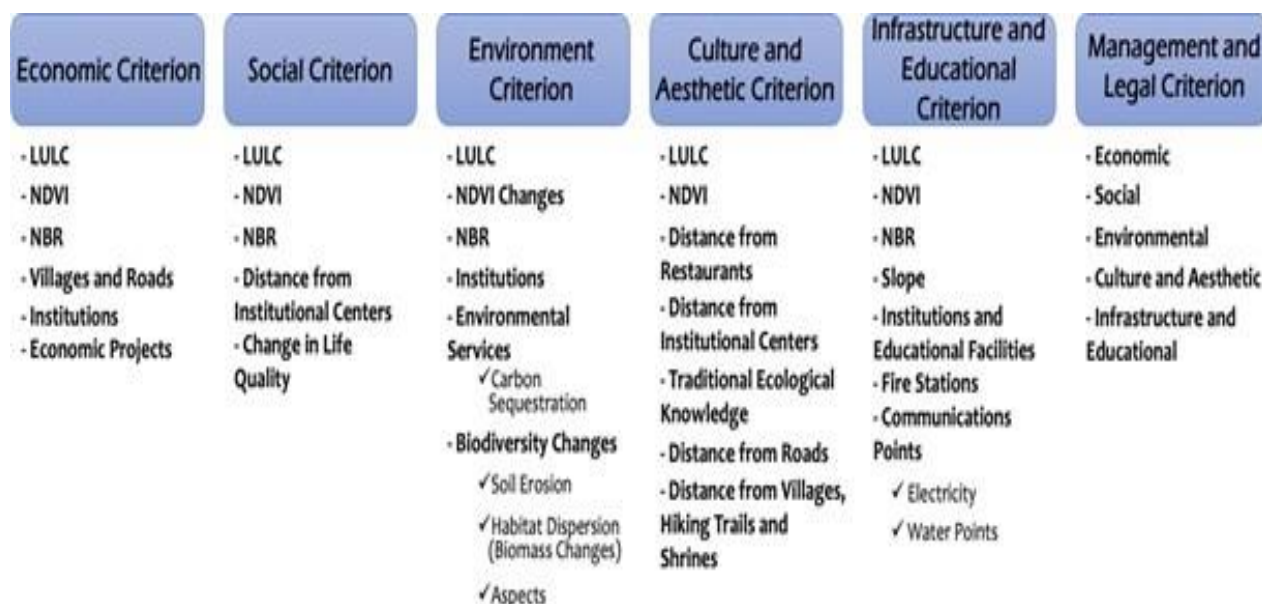 Economic Criterion
- LULC
- NDVI
- NBR
- Villages and Roads
- Institutions
- Economic Projects
Social Criterion
- LULC
- NDVI
- NBR
- Distance from
Institutional Centers
- Change in Life
Quality
Environment
Criterion
- LULC
- NDVI Changes
- NBR
- Institutions
- Environmental
Services
✓Carbon
Sequestration
- Biodiversity Changes
✓Soil Erosion
✓Habitat Dispersion
(Biomass Changes)
✓Aspects
Culture and
Aesthetic Criterion
- LULC
- NDVI
- Distance from
Restaurants
- Distance from
Institutional Centers
- Traditional Ecological
Knowledge
- Distance from Roads
- Distance from Villages,
Hiking Trails and
Shrines
Infrastructure and
Educational
Criterion
- LULC
- NDVI
- NBR
- Slope
- Institutions and
Educational Facilities
- Fire Stations
- Communications
Points
✓ Electricity
✓ Water Points
Management and
Legal Criterion
- Economic
- Social
- Environmental
- Culture and Aesthetic
- Infrastructure and
Educational